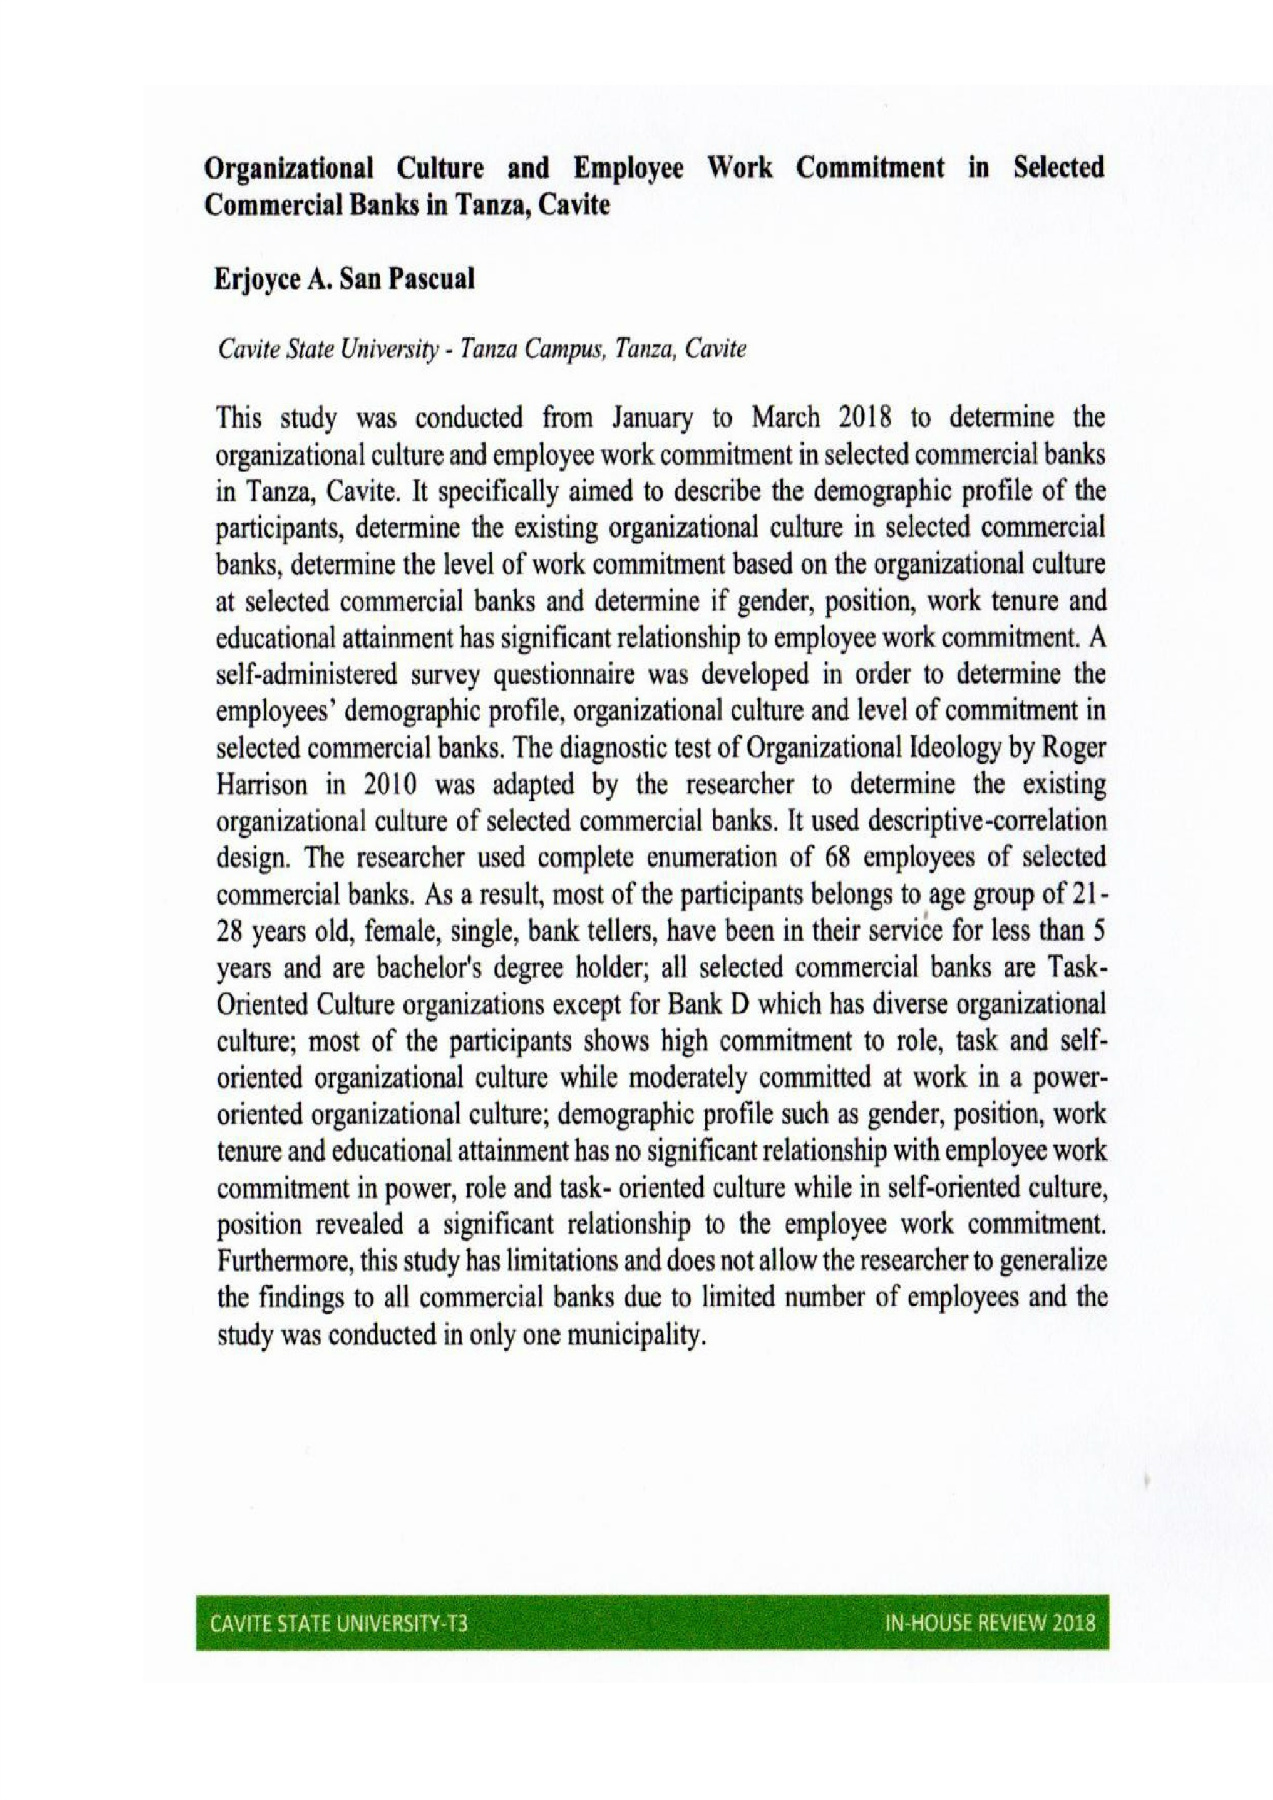 Organizational Culture and Employee Work Commitment in Selected
Commercial Banks in Tanza, Cavite
Erjoyce A. San Pascual
Cavite State University - Tanza Campus, Tanza, Cavite
This study was conducted from January to March 2018 to determine the
organizational culture and employee work commitment in selected commercial banks
in Tanza, Cavite. It specifically aimed to describe the demographic profile of the
participants, determine the existing organizational culture in selected commercial
banks, determine the level of work commitment based on the organizational culture
at selected commercial banks and determine if gender, position, work tenure and
educational attainment has significant relationship to employee work commitment. A
self-administered survey questionnaire was developed in order to determine the
employees' demographic profile, organizational culture and level of commitment in
selected commercial banks. The diagnostic test of Organizational Ideology by Roger
Harrison in 2010 was adapted by the researcher to determine the existing
organizational culture of selected commercial banks. It used descriptive-correlation
design. The researcher used complete enumeration of 68 employees of selected
commercial banks. As a result, most of the participants belongs to age group of 21-
28 years old, female, single, bank tellers, have been in their service for less than 5
years and are bachelor's degree holder; all selected commercial banks are Task-
Oriented Culture organizations except for Bank D which has diverse organizational
culture; most of the participants shows high commitment to role, task and self-
oriented organizational culture while moderately committed at work in a power-
oriented organizational culture; demographic profile such as gender, position, work
tenure and educational attainment has no significant relationship with employee work
commitment in power, role and task- oriented culture while in self-oriented culture,
position revealed a significant relationship to the employee work commitment.
Furthermore, this study has limitations and does not allow the researcher to generalize
the findings to all commercial banks due to limited number of employees and the
study was conducted in only one municipality.
CAVITE STATE UNIVERSITY-T3 IN-HOUSE REVIEW 2018